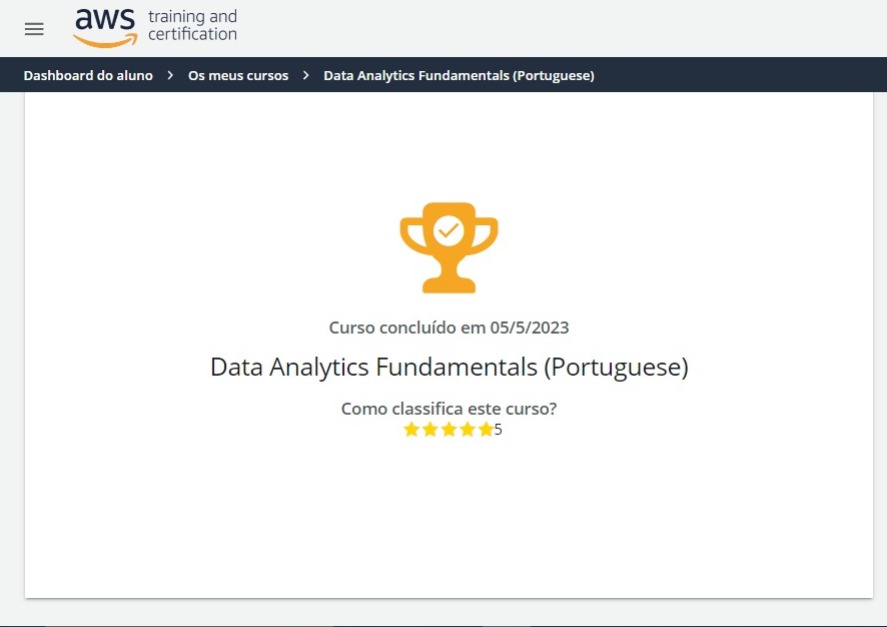 aws training and
certification
Dashboard do aluno > Os meus cursos > Data Analytics Fundamentals (Portuguese)
Curso concluído em 05/5/2023
Data Analytics Fundamentals (Portuguese)
Como classifica este curso?
5